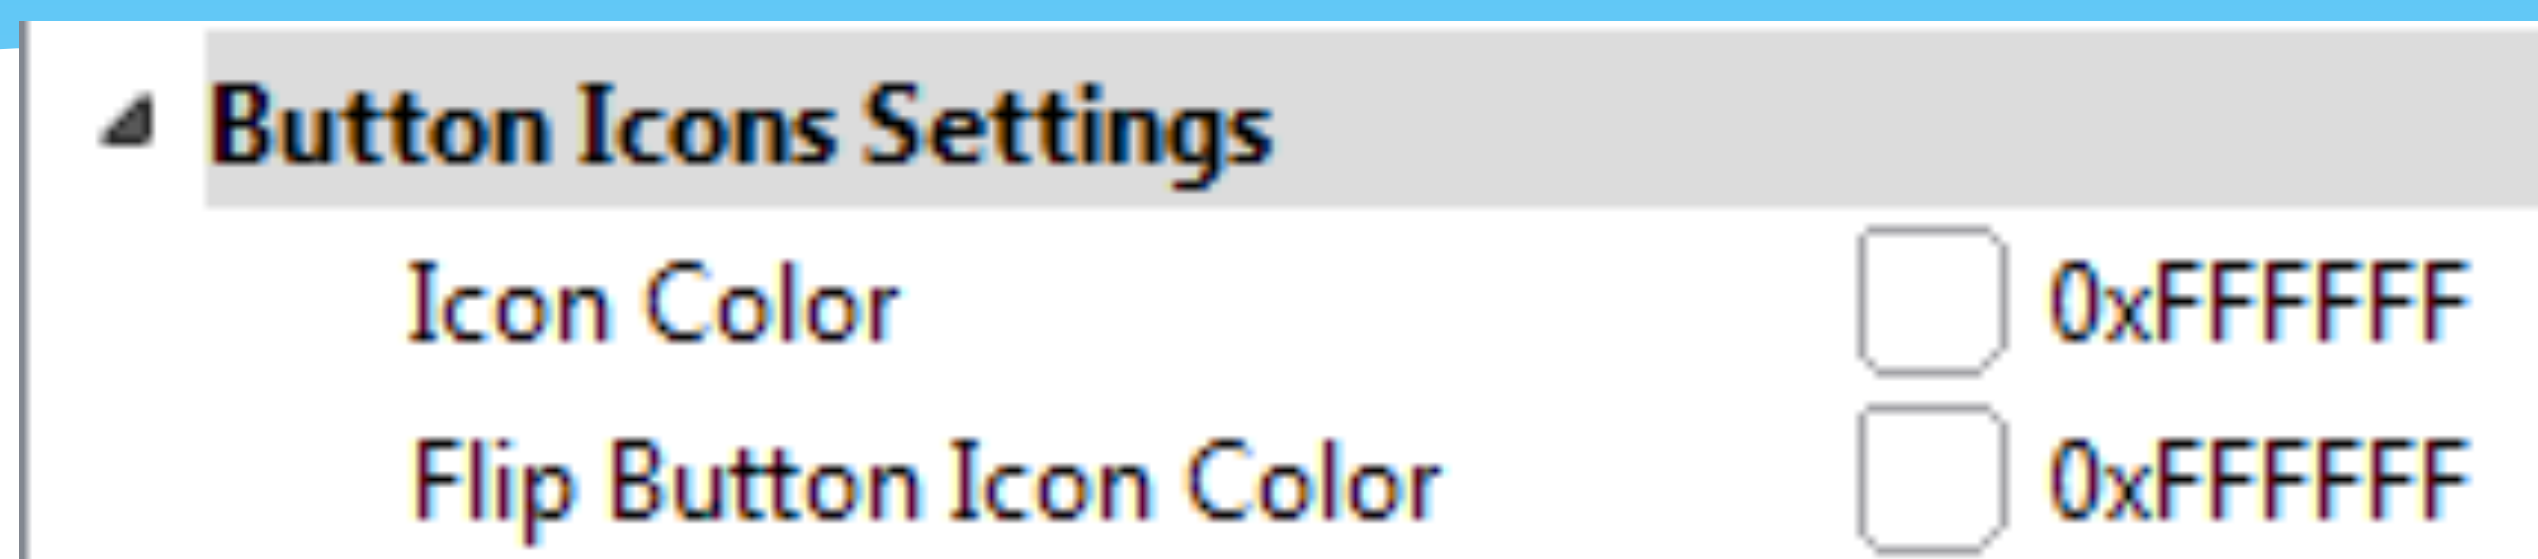 Button Icons Settings
Icon Color 0xFFFFFF
Flip Button Icon Color 0xFFFFFF